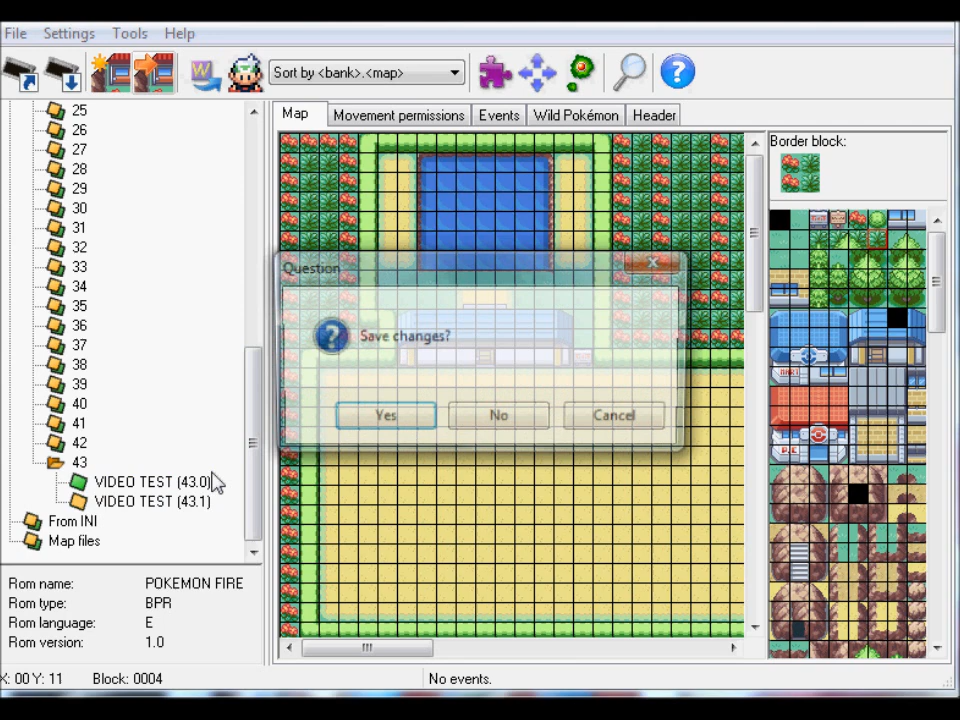 File Settings Tools Help
Sort by <bank>.<map>
Map Movement permissions Events Wild Pokémon Header
25
26
27
28
29
30
31
32
33
34
35
36
37
38
39
40
41
42
43
VIDEO TEST (43.0)
VIDEO TEST (43.1)
From INI
Map files
Rom name: POKEMON FIRE
Rom type: BPR
Rom language: E
Rom version: 1.0
Border block:
Question
Save changes?
Yes No Cancel
MART
P.C
X: 00 Y: 11 Block: 0004 No events.